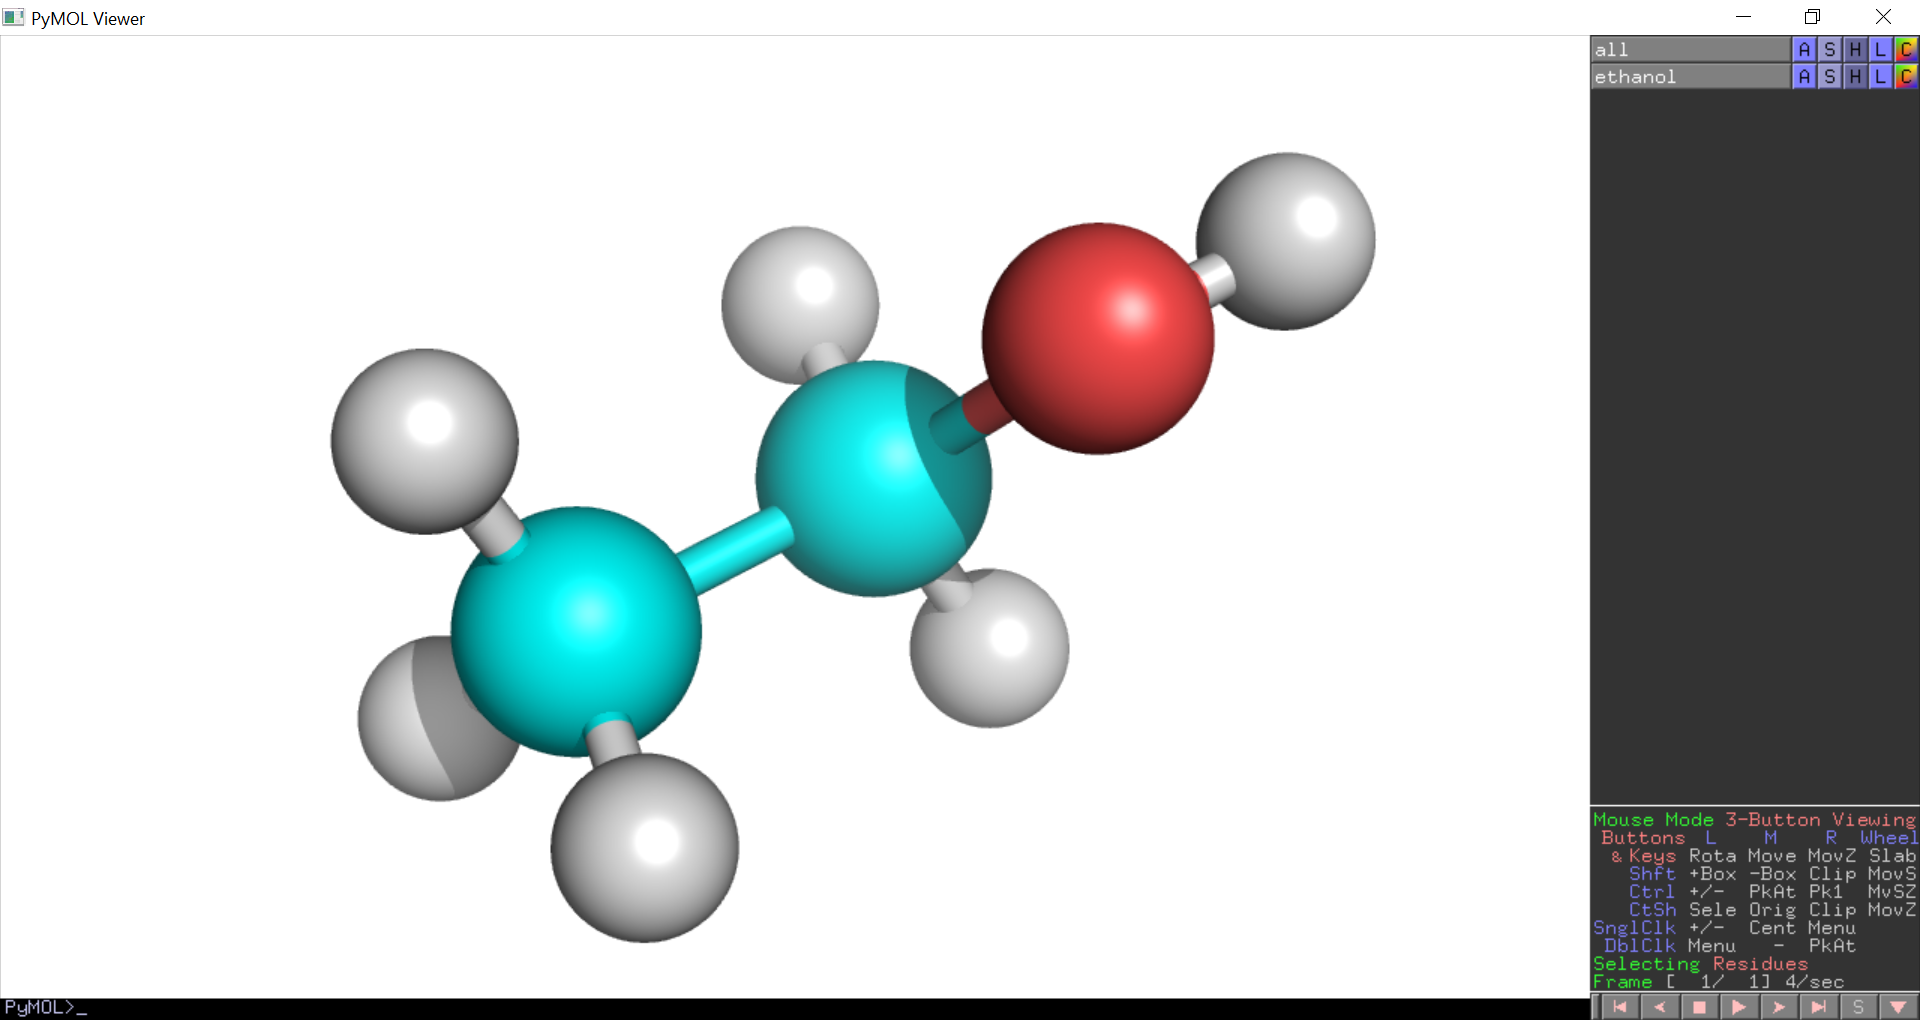 PyMOL Viewer
all A S H L C
ethanol A S H L C
Mouse Mode 3-Button Viewing
Buttons L M R Wheel
& Keys Rota Move MovZ Slab
Shft +Box -Box Clip MovS
Ctrl +/- PkAt Pk1 MvSZ
CtSh Sele Orig Clip MovZ
SnglClk +/- Cent Menu
DblClk Menu - PkAt
Selecting Residues
Frame [ 1/ 1] 4/sec
PyMOL>_
S